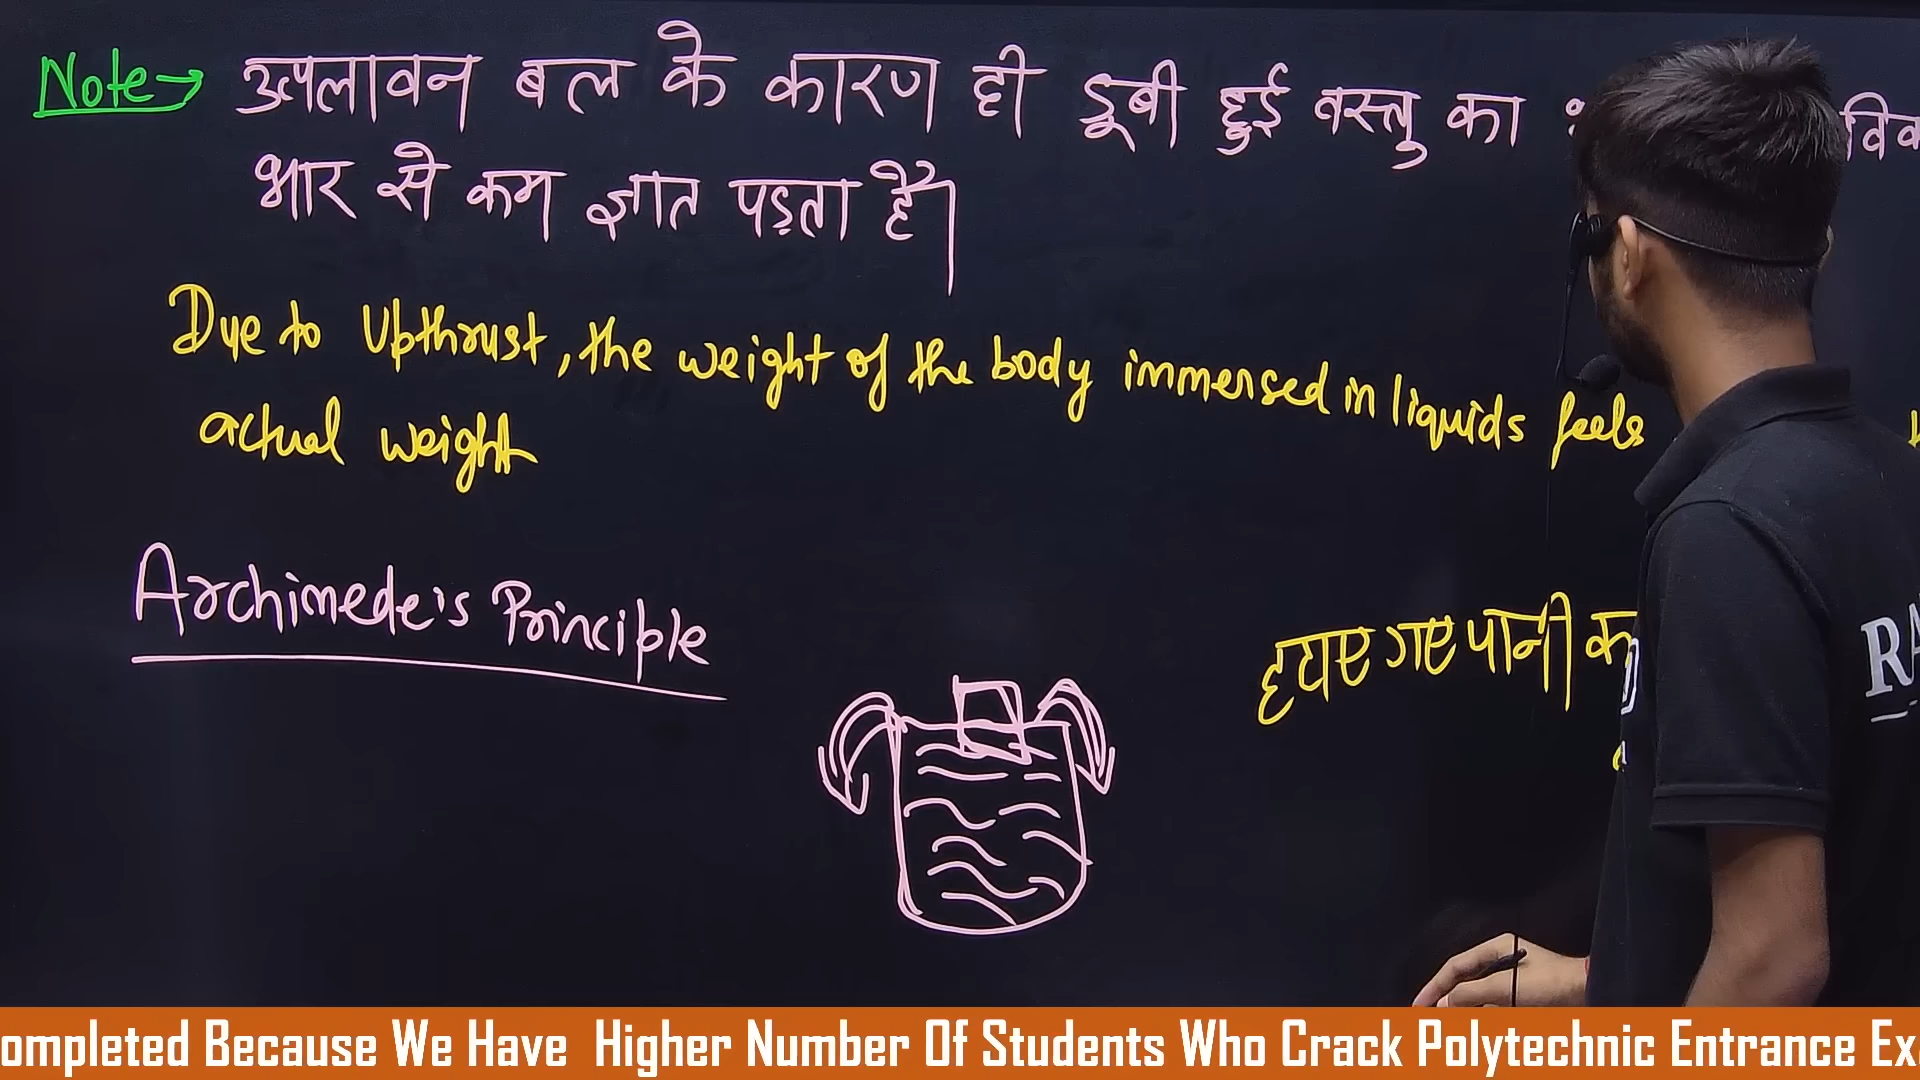 Note→ उत्पलावन बल के कारण ही डूबी हुई वस्तु का
भार से कम ज्ञात पड़ता है।
Due to Upthrust, the weight of the body immersed in liquids feels
actual weight
Archimede's Principle
हटाए गए पानी
ompleted Because We Have Higher Number Of Students Who Crack Polytechnic Entrance Ex